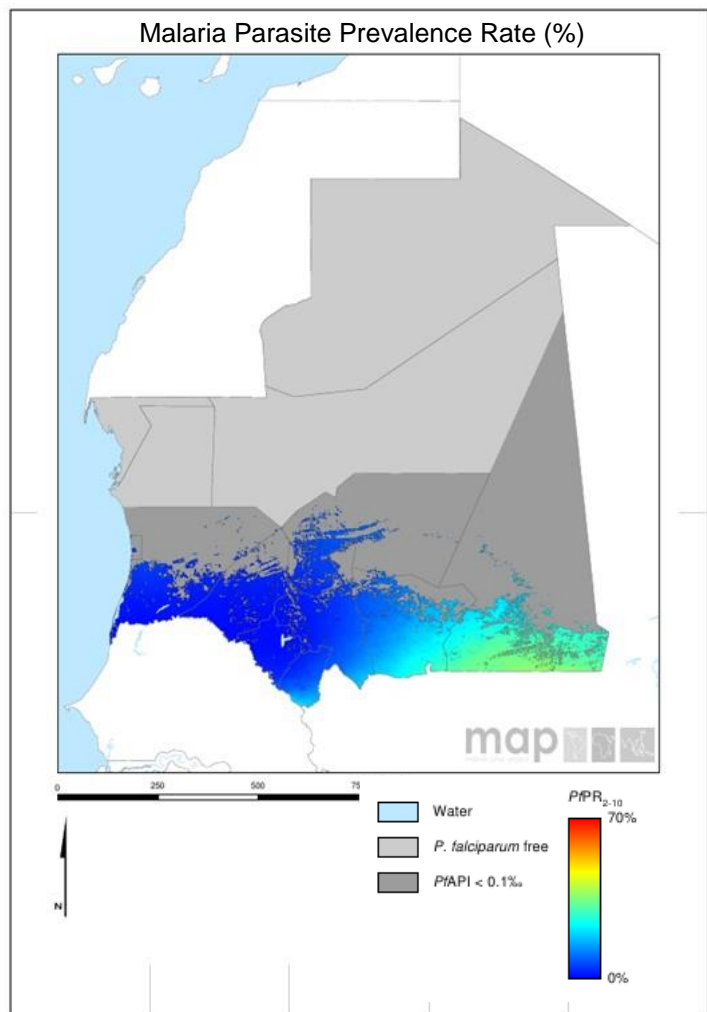 Malaria Parasite Prevalence Rate (%)
map
0 250 500 75
Water
P. falciparum free
PfAPI < 0.1‰
PfPR2-10
70%
0%
N